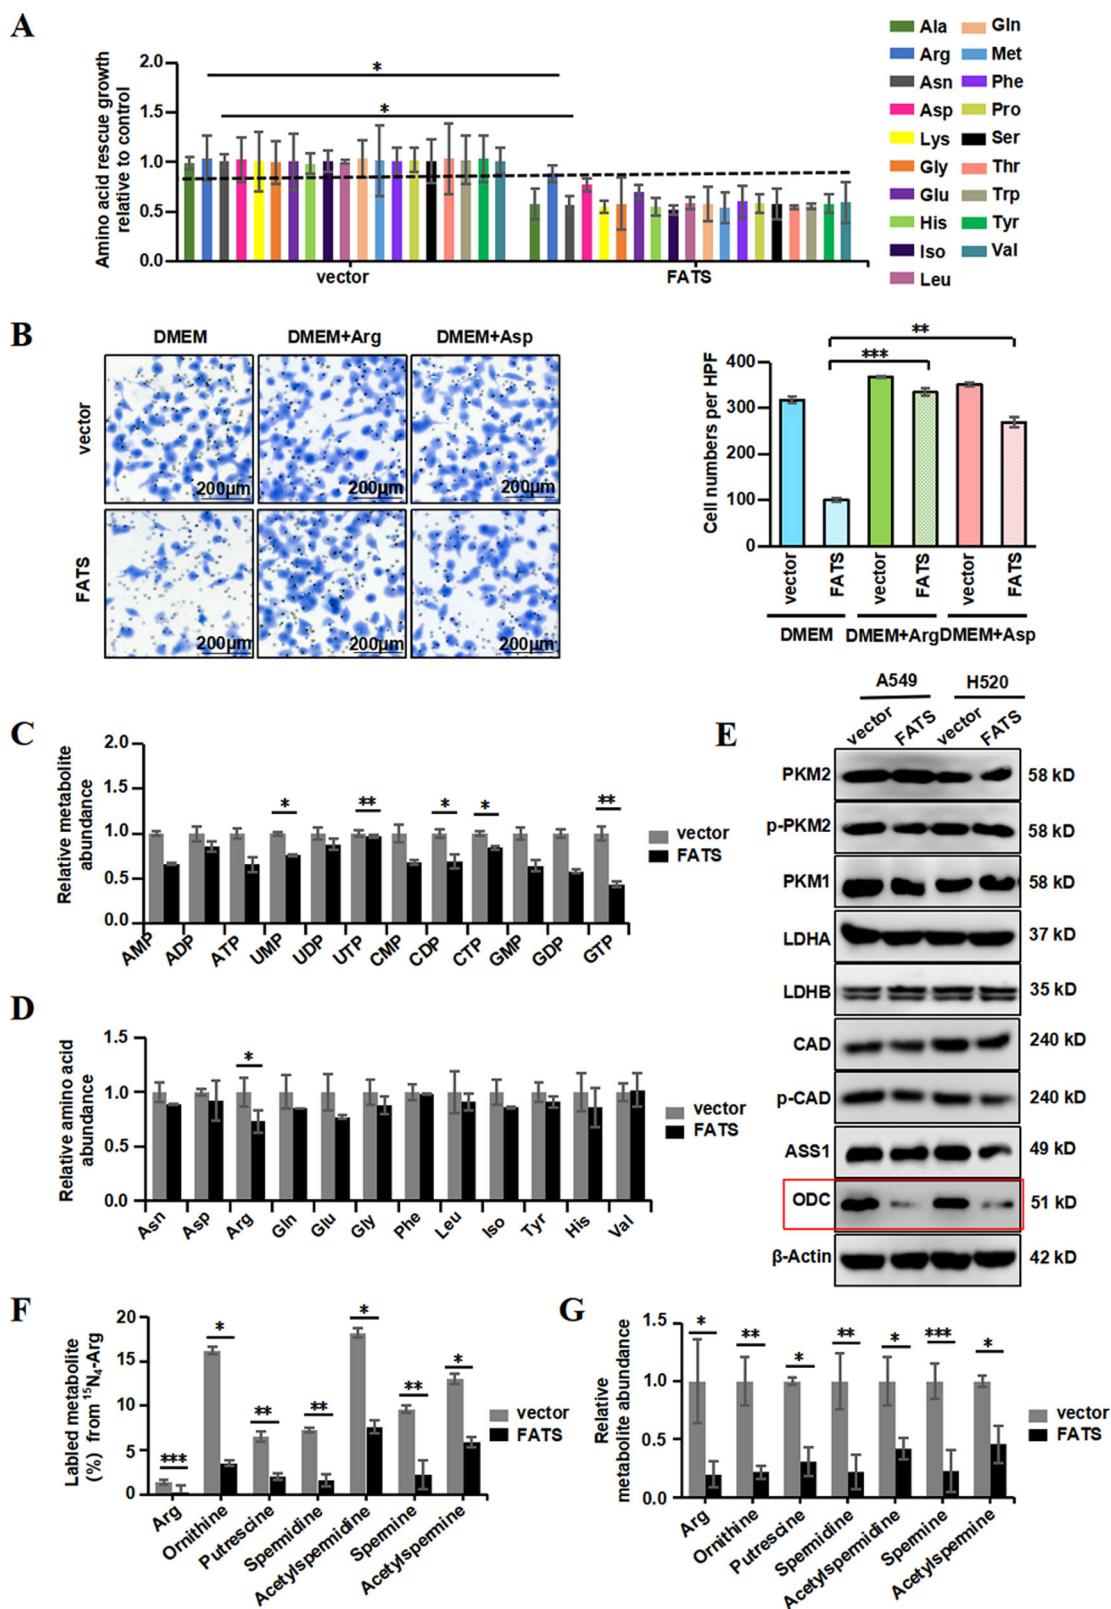 A
Amino acid rescue growth
relative to control
2.0
1.5
1.0
0.5
0.0
*
*
vector
FATS
Ala
Arg
Asn
Asp
Lys
Gly
Glu
His
Iso
Leu
Gln
Met
Phe
Pro
Ser
Thr
Trp
Tyr
Val
B
DMEM
DMEM+Arg
DMEM+Asp
vector
200μm
200μm
200μm
FATS
200μm
200μm
200μm
Cell numbers per HPF
400
300
200
100
0
**
***
vector
FATS
vector
FATS
vector
FATS
DMEM
DMEM+Arg
DMEM+Asp
C
Relative metabolite
abundance
2.0
1.5
1.0
0.5
0.0
*
**
*
*
**
vector
FATS
AMP
ADP
ATP
UMP
UDP
UTP
CMP
CDP
CTP
GMP
GDP
GTP
D
Relative amino acid
abundance
1.5
1.0
0.5
0.0
*
vector
FATS
Asn
Asp
Arg
Gln
Glu
Gly
Phe
Leu
Iso
Tyr
His
Val
E
A549
H520
vector
FATS
vector
FATS
PKM2
58 kD
p-PKM2
58 kD
PKM1
58 kD
LDHA
37 kD
LDHB
35 kD
CAD
240 kD
p-CAD
240 kD
ASS1
49 kD
ODC
51 kD
β-Actin
42 kD
F
Labled metabolite
(%) from ¹⁵N₄-Arg
20
15
10
5
0
***
*
**
**
*
**
*
vector
FATS
Arg
Ornithine
Putrescine
Spemidine
Acetylspermidine
Spermine
Acetylspemine
G
Relative
metabolite abundance
1.5
1.0
0.5
0.0
*
**
*
**
*
***
*
vector
FATS
Arg
Ornithine
Putrescine
Spemidine
Acetylspemidine
Spemine
Acetylspemine